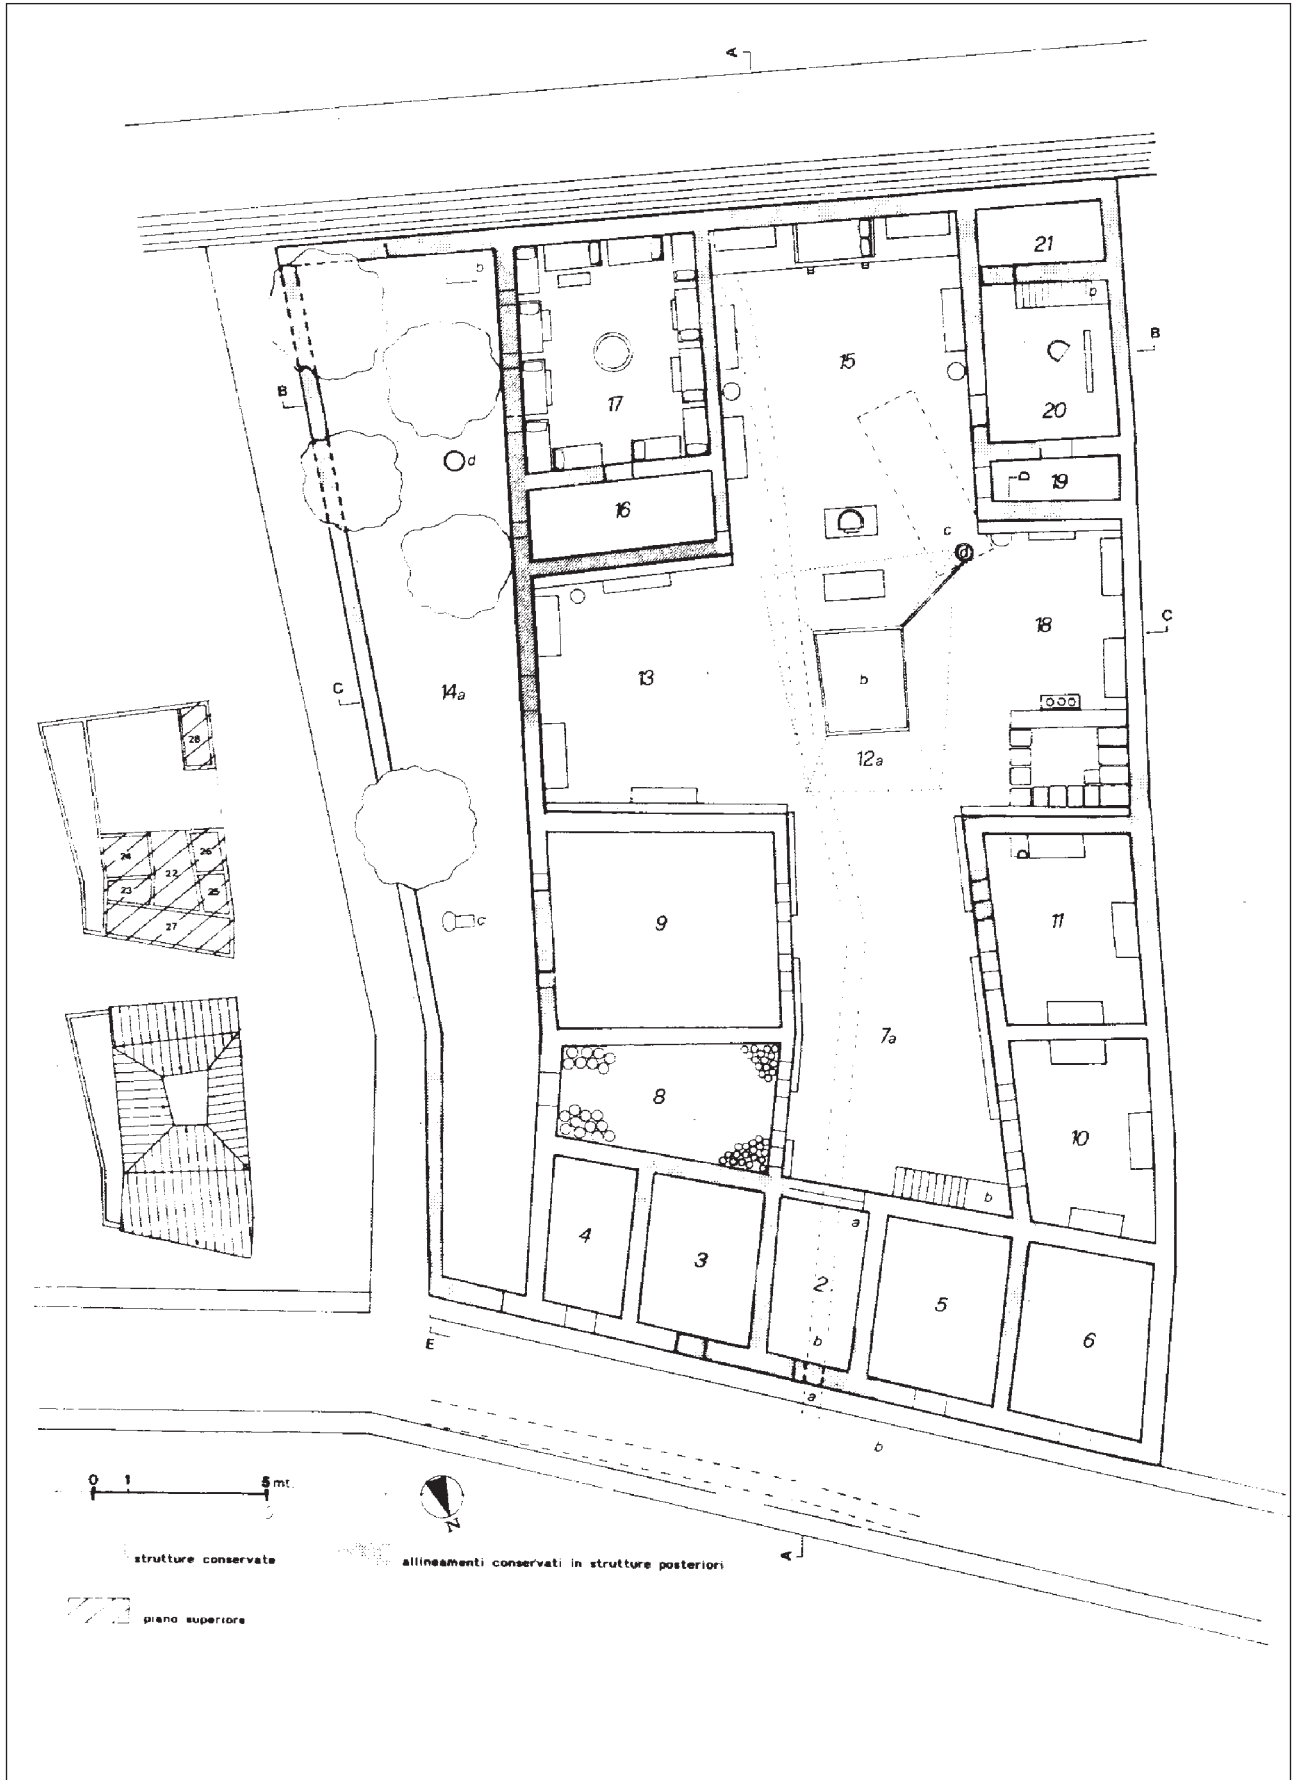 A
21
b
b
B
15
B
17
20
d
19
D
16
c
d
18
C
13
C
14a
b
28
12a
24
26
22
23
25
9
11
27
c
7a
8
10
b
4
a
3
2
5
b
6
E
a
b
0 1 5 mt.
N
A
strutture conservate
allineamenti conservati in strutture posteriori
piano superiore